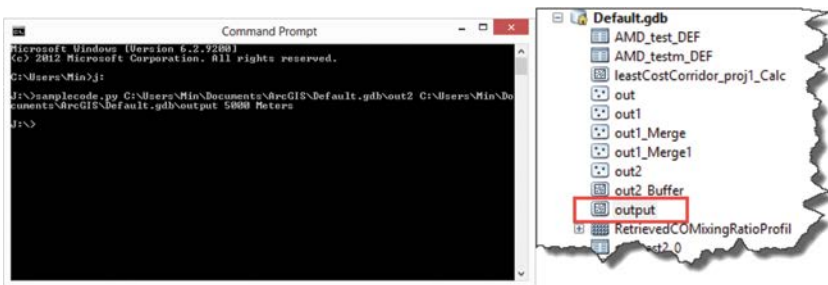 Command Prompt
Microsoft Windows [Version 6.2.9200]
(c) 2012 Microsoft Corporation. All rights reserved.
C:\Users\Min>j:
J:\>samplecode.py C:\Users\Min\Documents\ArcGIS\Default.gdb\out2 C:\Users\Min\Do
cuments\ArcGIS\Default.gdb\output 5000 Meters
J:\>
Default.gdb
AMD_test_DEF
AMD_testm_DEF
leastCostCorridor_proj1_Calc
out
out1
out1_Merge
out1_Merge1
out2
out2_Buffer
output
RetrievedCOMixingRatioProfil